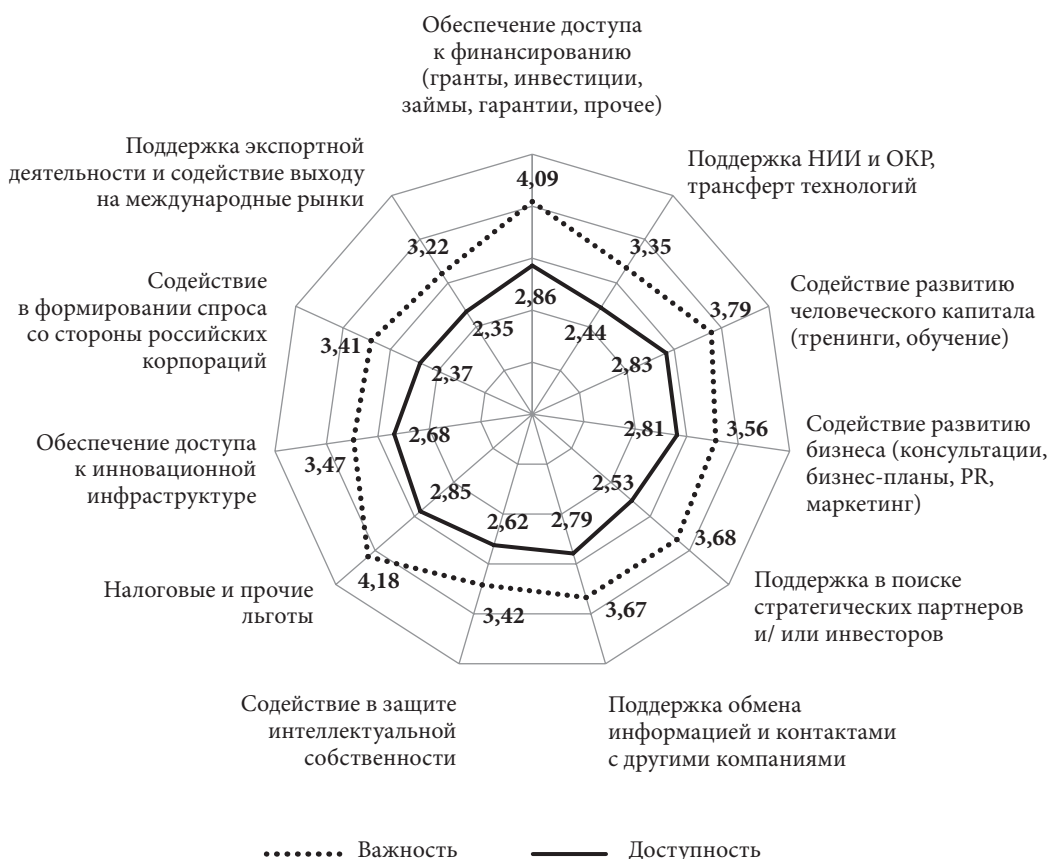 Обеспечение доступа
к финансированию
(гранты, инвестиции,
займы, гарантии, прочее)
Поддержка НИИ и ОКР,
трансферт технологий
Содействие развитию
человеческого капитала
(тренинги, обучение)
Содействие развитию
бизнеса (консультации,
бизнес-планы, PR,
маркетинг)
Поддержка в поиске
стратегических партнеров
и/ или инвесторов
Поддержка обмена
информацией и контактами
с другими компаниями
Содействие в защите
интеллектуальной
собственности
Налоговые и прочие
льготы
Обеспечение доступа
к инновационной
инфраструктуре
Содействие
в формировании спроса
со стороны российских
корпораций
Поддержка экспортной
деятельности и содействие выходу
на международные рынки
4,09
3,35
3,79
3,56
3,68
3,67
3,42
4,18
3,47
3,41
3,22
2,86
2,44
2,83
2,81
2,53
2,79
2,62
2,85
2,68
2,37
2,35
Важность
Доступность